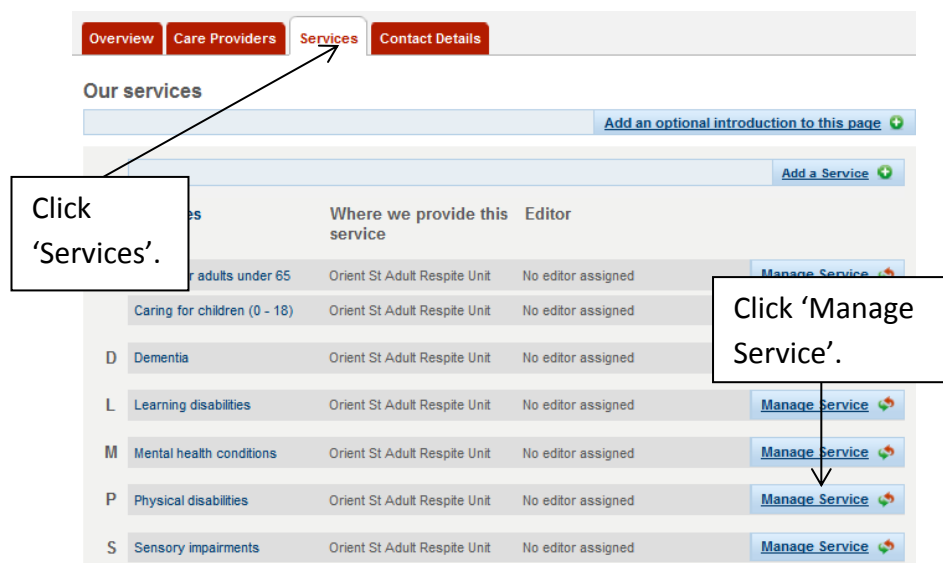 Overview Care Providers Services Contact Details
Our services
Add an optional introduction to this page
Add a Service
Click
‘Services’.
es Where we provide this Editor
service
r adults under 65 Orient St Adult Respite Unit No editor assigned Manage Service
Caring for children (0 - 18) Orient St Adult Respite Unit No editor assigned
Click ‘Manage
Service’.
D Dementia Orient St Adult Respite Unit No editor assigned
L Learning disabilities Orient St Adult Respite Unit No editor assigned Manage Service
M Mental health conditions Orient St Adult Respite Unit No editor assigned Manage Service
P Physical disabilities Orient St Adult Respite Unit No editor assigned Manage Service
S Sensory impairments Orient St Adult Respite Unit No editor assigned Manage Service